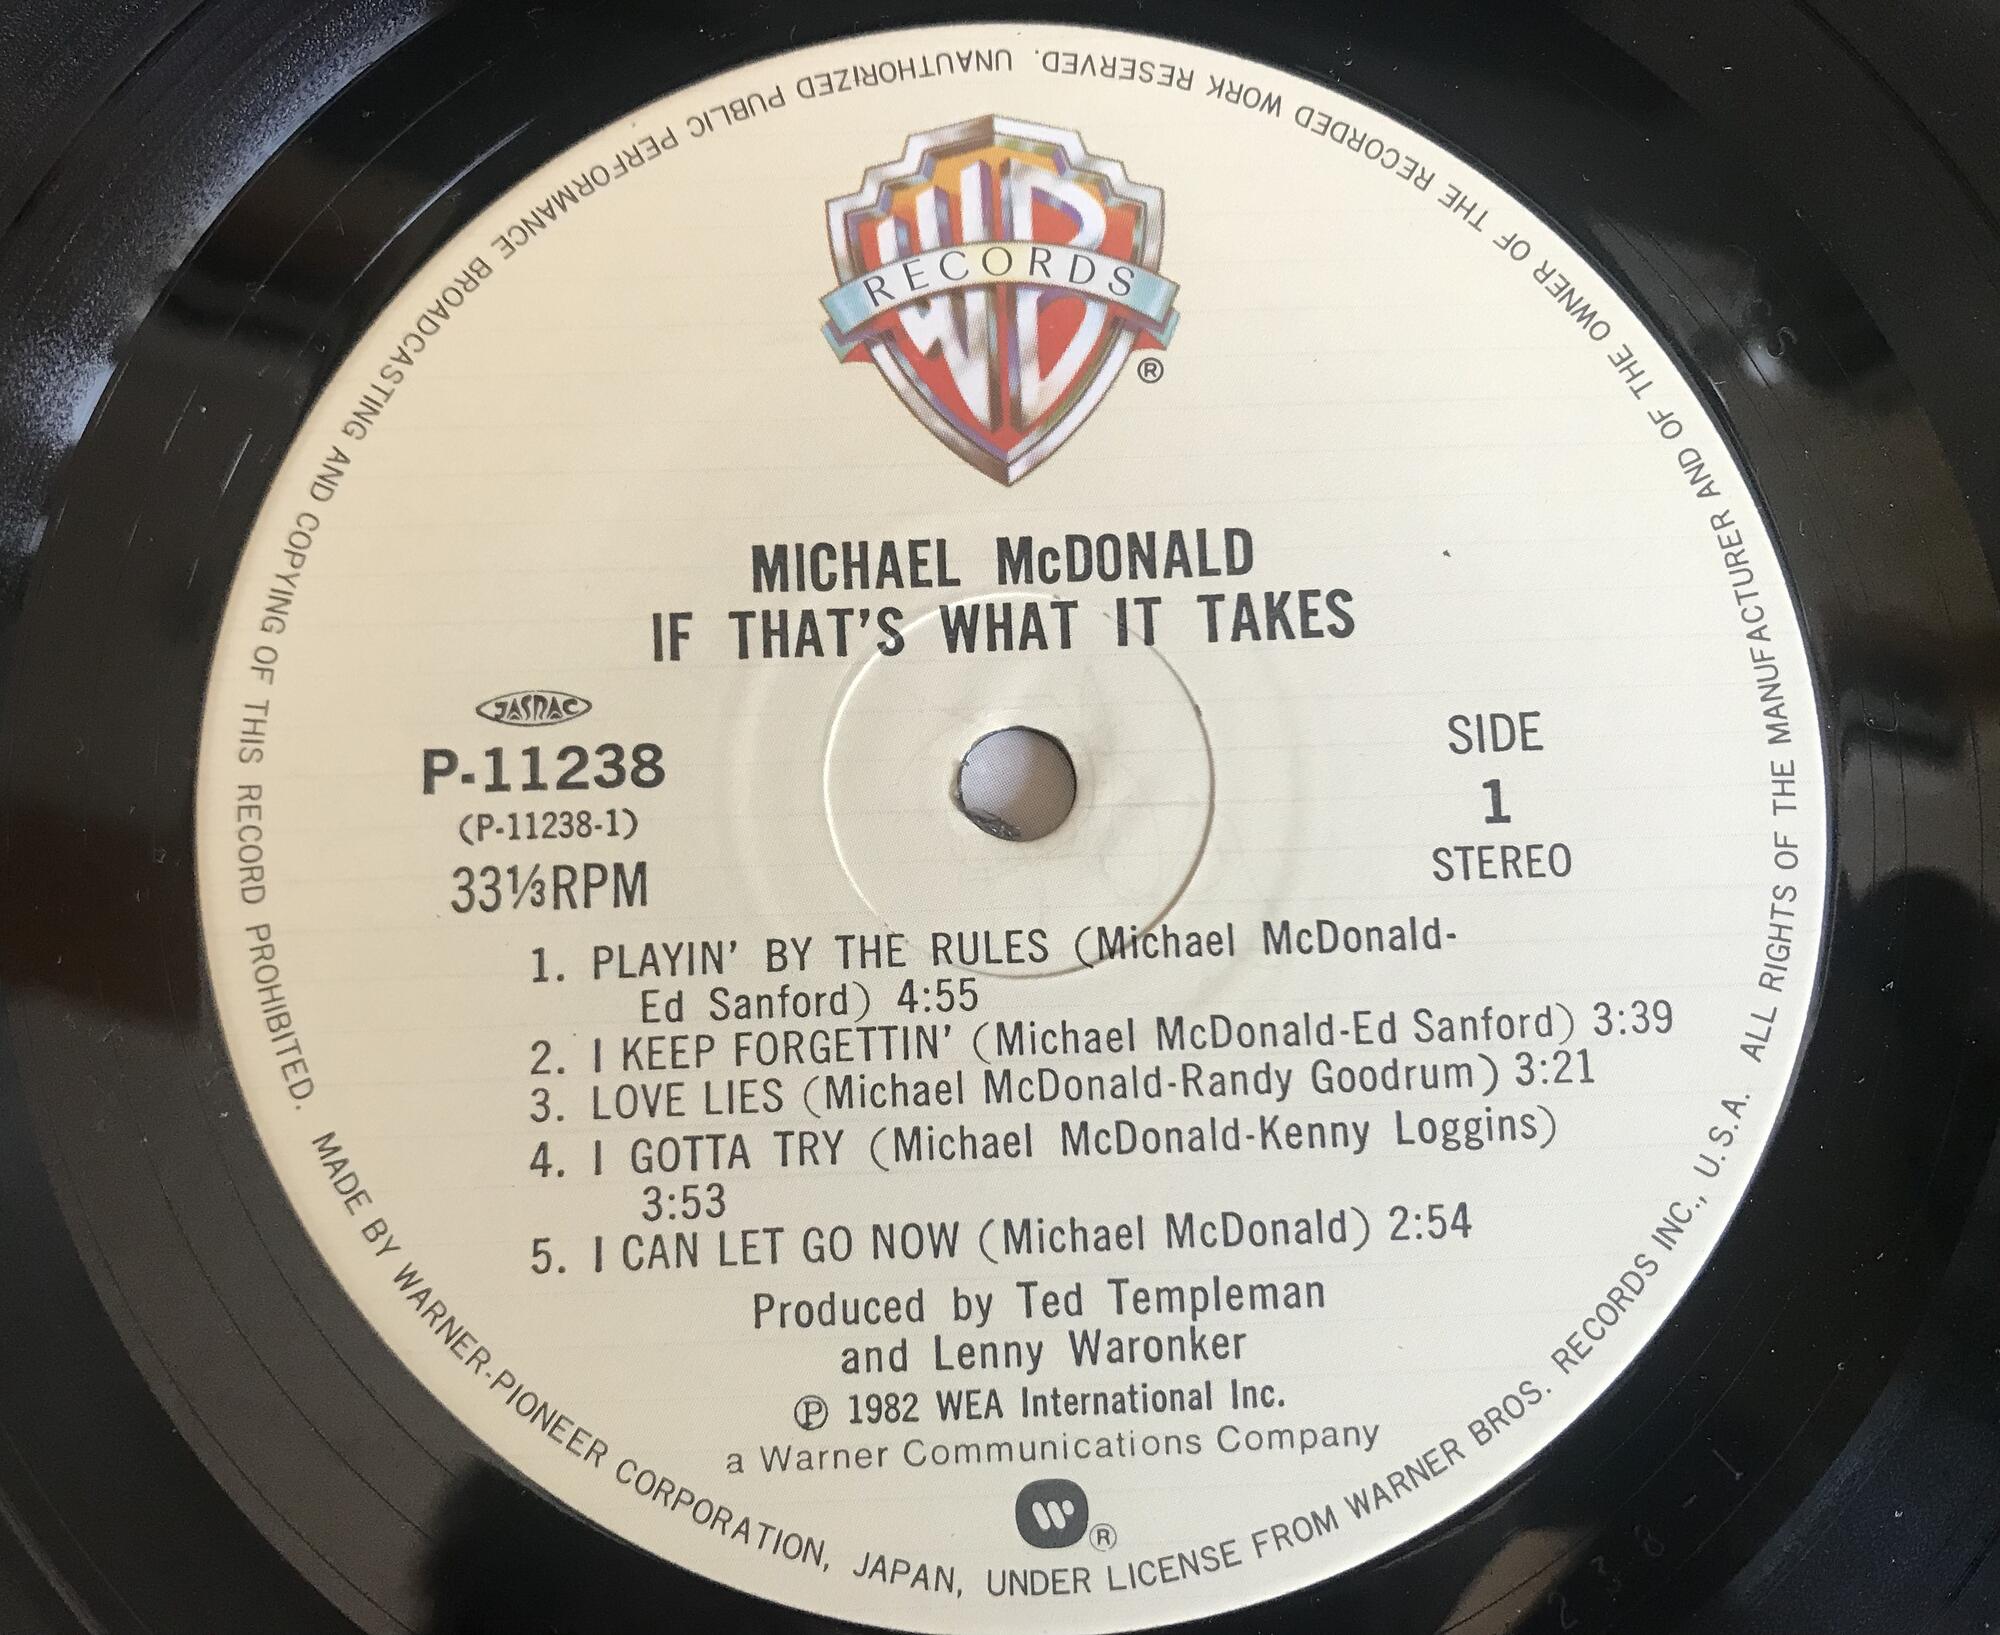 WB
RECORDS
®
MICHAEL McDONALD
IF THAT'S WHAT IT TAKES
JASRAC
P-11238
(P-11238-1)
33⅓RPM
SIDE
1
STEREO
1. PLAYIN' BY THE RULES (Michael McDonald-
Ed Sanford) 4:55
2. I KEEP FORGETTIN' (Michael McDonald-Ed Sanford) 3:39
3. LOVE LIES (Michael McDonald-Randy Goodrum) 3:21
4. I GOTTA TRY (Michael McDonald-Kenny Loggins)
3:53
5. I CAN LET GO NOW (Michael McDonald) 2:54
Produced by Ted Templeman
and Lenny Waronker
℗ 1982 WEA International Inc.
a Warner Communications Company
®
MADE BY WARNER-PIONEER CORPORATION, JAPAN, UNDER LICENSE FROM WARNER BROS. RECORDS INC., U.S.A. ALL RIGHTS OF THE MANUFACTURER AND OF THE OWNER OF THE RECORDED WORK RESERVED. UNAUTHORIZED PUBLIC PERFORMANCE BROADCASTING AND COPYING OF THIS RECORD PROHIBITED.